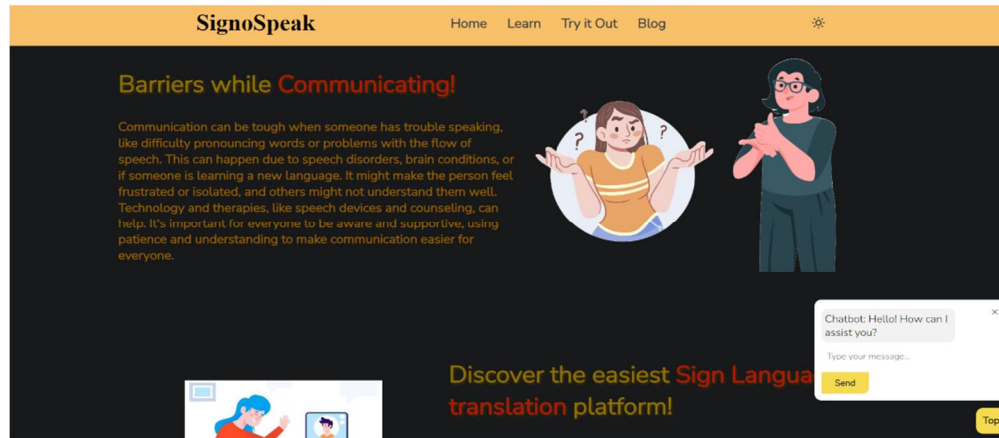 SignoSpeak
Home Learn Try it Out Blog
Barriers while Communicating!
Communication can be tough when someone has trouble speaking,
like difficulty pronouncing words or problems with the flow of
speech. This can happen due to speech disorders, brain conditions, or
if someone is learning a new language. It might make the person feel
frustrated or isolated, and others might not understand them well.
Technology and therapies, like speech devices and counseling, can
help. It's important for everyone to be aware and supportive, using
patience and understanding to make communication easier for
everyone.
? ?
Chatbot: Hello! How can I
assist you?
Type your message...
Send
Discover the easiest Sign Langua
translation platform!
Top